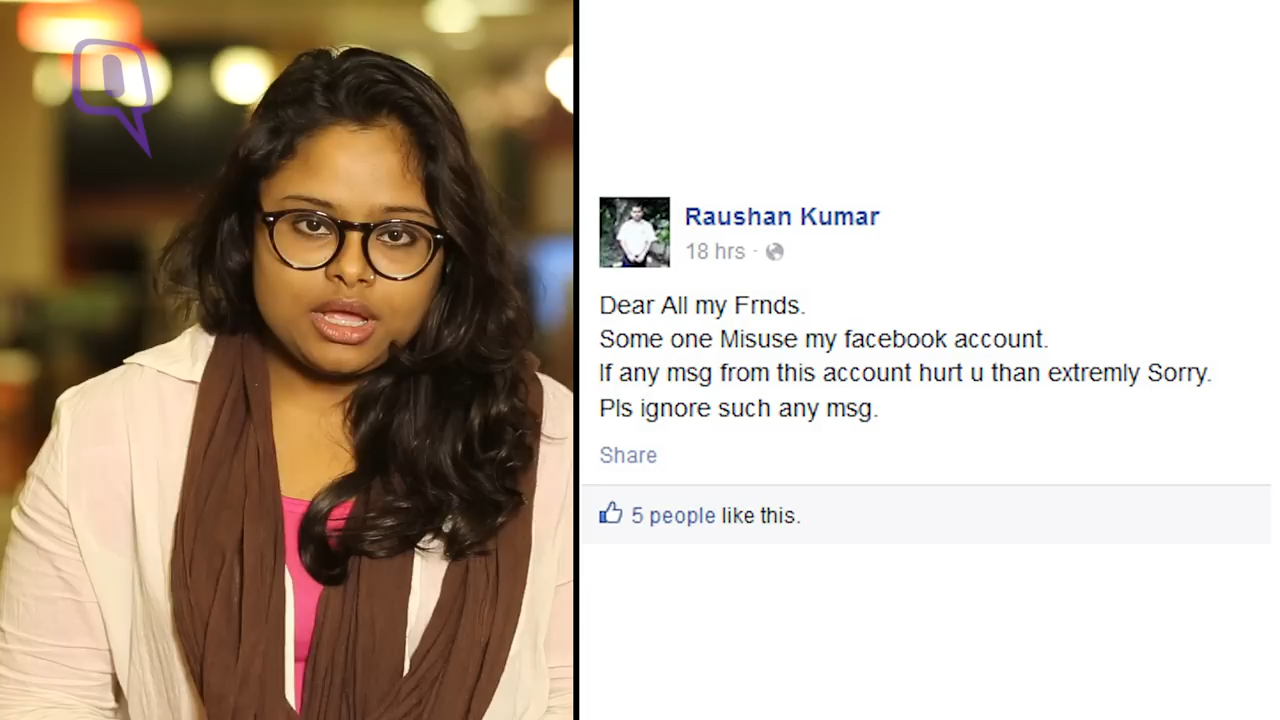 Raushan Kumar
18 hrs ·
Dear All my Frnds.
Some one Misuse my facebook account.
If any msg from this account hurt u than extremly Sorry.
Pls ignore such any msg.
Share
5 people like this.